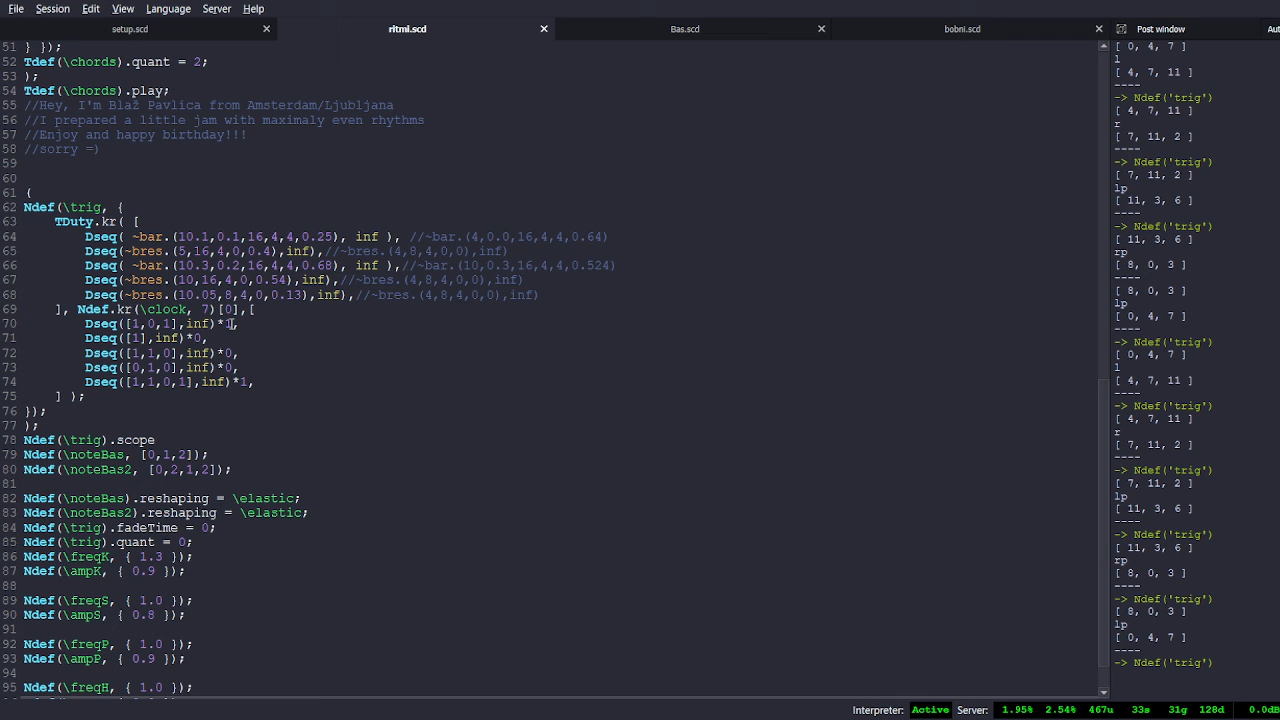 File Session Edit View Language Server Help
setup.scd ritmi.scd Bas.scd bobni.scd Post window
51 } });
52 Tdef(\chords).quant = 2;
53 );
54 Tdef(\chords).play;
55 //Hey, I'm Blaž Pavlica from Amsterdam/Ljubljana
56 //I prepared a little jam with maximaly even rhythms
57 //Enjoy and happy birthday!!!
58 //sorry =)
59
60
61 (
62 Ndef(\trig, {
63 TDuty.kr( [
64 Dseq( ~bar.(10.1,0.1,16,4,4,0.25), inf ), //~bar.(4,0.0,16,4,4,0.64)
65 Dseq(~bres.(5,16,4,0,0.4),inf),//~bres.(4,8,4,0,0),inf)
66 Dseq( ~bar.(10.3,0.2,16,4,4,0.68), inf ),//~bar.(10,0.3,16,4,4,0.524)
67 Dseq(~bres.(10,16,4,0,0.54),inf),//~bres.(4,8,4,0,0),inf)
68 Dseq(~bres.(10.05,8,4,0,0.13),inf),//~bres.(4,8,4,0,0),inf)
69 ], Ndef.kr(\clock, 7)[0],[
70 Dseq([1,0,1],inf)*1,
71 Dseq([1],inf)*0,
72 Dseq([1,1,0],inf)*0,
73 Dseq([0,1,0],inf)*0,
74 Dseq([1,1,0,1],inf)*1,
75 ] );
76 });
77 );
78 Ndef(\trig).scope
79 Ndef(\noteBas, [0,1,2]);
80 Ndef(\noteBas2, [0,2,1,2]);
81
82 Ndef(\noteBas).reshaping = \elastic;
83 Ndef(\noteBas2).reshaping = \elastic;
84 Ndef(\trig).fadeTime = 0;
85 Ndef(\trig).quant = 0;
86 Ndef(\freqK, { 1.3 });
87 Ndef(\ampK, { 0.9 });
88
89 Ndef(\freqS, { 1.0 });
90 Ndef(\ampS, { 0.8 });
91
92 Ndef(\freqP, { 1.0 });
93 Ndef(\ampP, { 0.9 });
94
95 Ndef(\freqH, { 1.0 });
[ 0, 4, 7 ]
l
[ 4, 7, 11 ]
----
-> Ndef('trig')
[ 4, 7, 11 ]
r
[ 7, 11, 2 ]
----
-> Ndef('trig')
[ 7, 11, 2 ]
lp
[ 11, 3, 6 ]
----
-> Ndef('trig')
[ 11, 3, 6 ]
rp
[ 8, 0, 3 ]
----
[ 8, 0, 3 ]
lp
[ 0, 4, 7 ]
----
-> Ndef('trig')
[ 0, 4, 7 ]
l
[ 4, 7, 11 ]
----
-> Ndef('trig')
[ 4, 7, 11 ]
r
[ 7, 11, 2 ]
----
-> Ndef('trig')
[ 7, 11, 2 ]
lp
[ 11, 3, 6 ]
----
-> Ndef('trig')
[ 11, 3, 6 ]
rp
[ 8, 0, 3 ]
----
-> Ndef('trig')
[ 8, 0, 3 ]
lp
[ 0, 4, 7 ]
----
-> Ndef('trig')
Interpreter: Active Server: 1.95% 2.54% 467u 33s 31g 128d 0.0dB